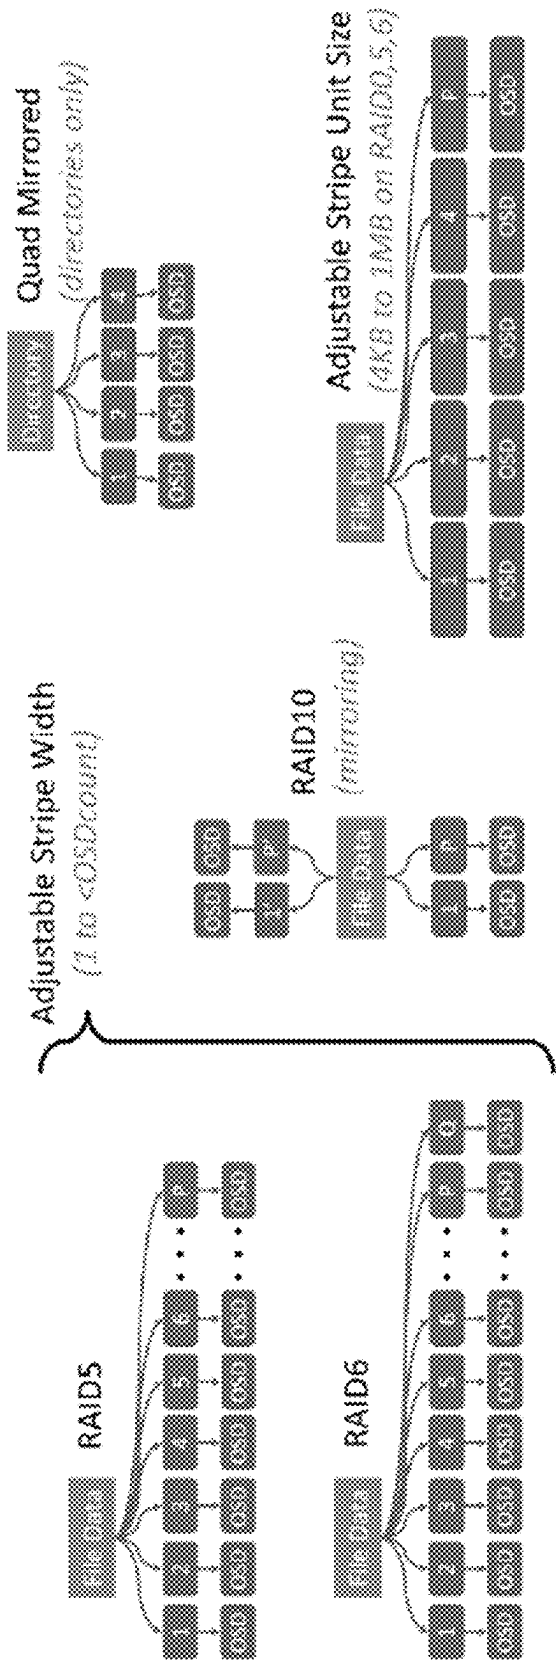 File Data
RAID5
1 2 3 4 5 6 • • • P
OSD OSD OSD OSD OSD OSD • • • OSD
File Data
RAID6
1 2 3 4 5 6 • • • P Q
OSD OSD OSD OSD OSD OSD • • • OSD OSD
Adjustable Stripe Width
(1 to <OSDcount)
OSD OSD
1 P
File Data
1 P
OSD OSD
RAID10
(mirroring)
Directory
Quad Mirrored
(directories only)
1 2 3 4
OSD OSD OSD OSD
File Data
Adjustable Stripe Unit Size
(4KB to 1MB on RAID0,5,6)
1 2 3 4 P
OSD OSD OSD OSD OSD